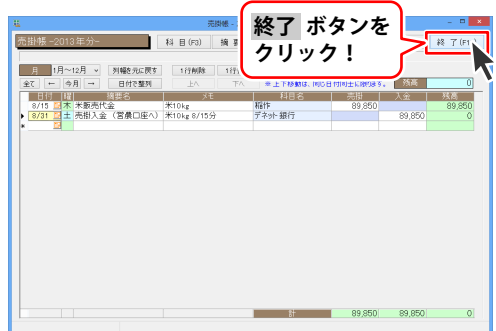 売掛帳 -
売掛帳 -2013年分-
科 目 (F3)
摘 要
終了 ボタンを
クリック！
終 了(F1
月
1月～12月
列幅を元に戻す
1行削除
1行
全て
←
今月
→
日付で整列
上へ
下へ
※上下移動は、同じ日付同士に限ります。
残高
0
日付 曜 摘要名 メモ 科目名 売掛 入金 残高
8/15 木 米販売代金 米10kg 稲作 89,850 89,850
8/31 土 売掛入金 （営農口座へ） 米10kg 8/15分 デネット銀行 89,850 0
計 89,850 89,850 0